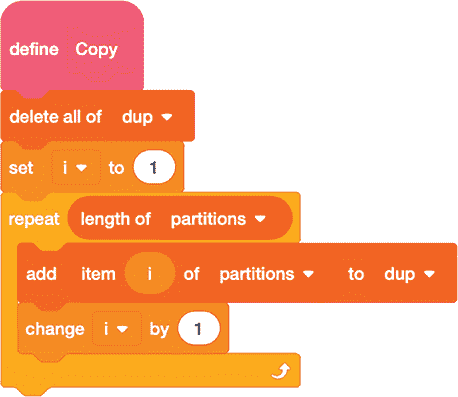 define Copy
delete all of dup
set i to 1
repeat length of partitions
add item i of partitions to dup
change i by 1